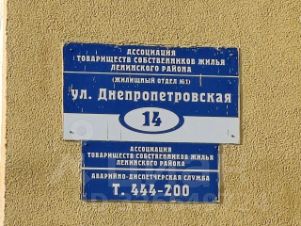 АССОЦИАЦИЯ
ТОВАРИЩЕСТВ СОБСТВЕННИКОВ ЖИЛЬЯ
ЛЕНИНСКОГО РАЙОНА
(ЖИЛИЩНЫЙ ОТДЕЛ №1)
ул. Днепропетровская
14
АССОЦИАЦИЯ
ТОВАРИЩЕСТВ СОБСТВЕННИКОВ ЖИЛЬЯ
ЛЕНИНСКОГО РАЙОНА
АВАРИЙНО-ДИСПЕТЧЕРСКАЯ СЛУЖБА
Т. 444-200